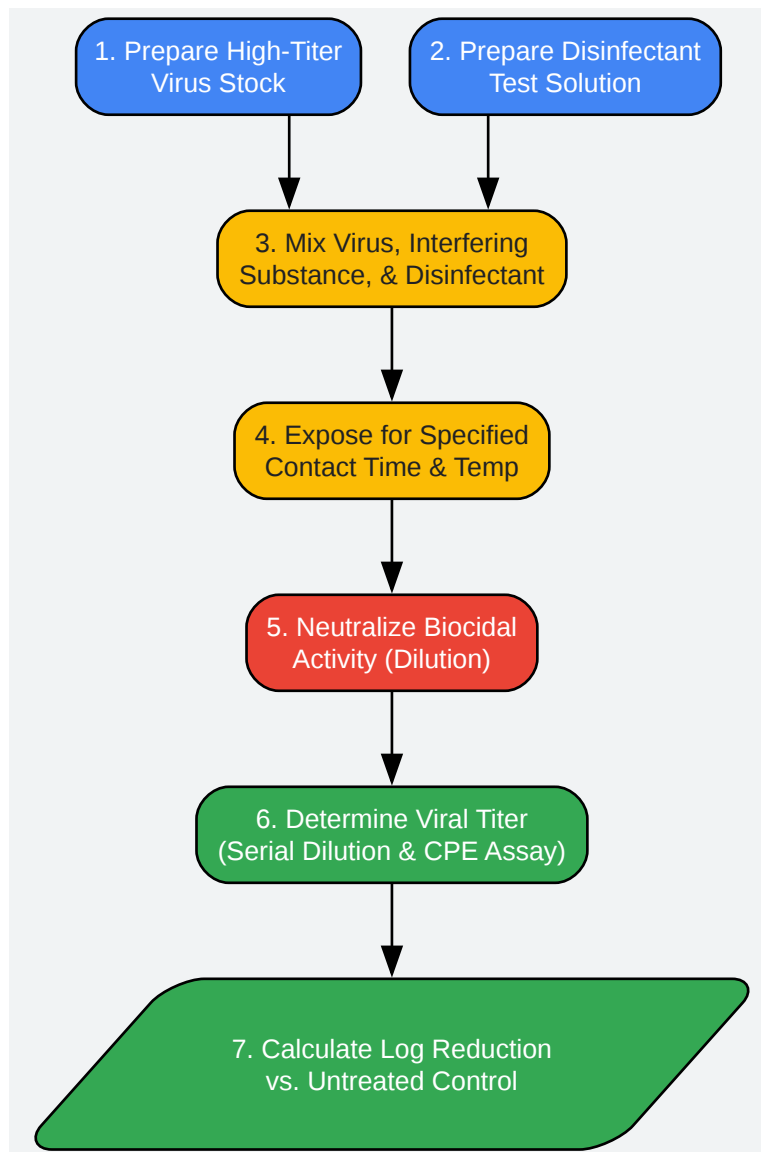 1. Prepare High-Titer
Virus Stock
2. Prepare Disinfectant
Test Solution
3. Mix Virus, Interfering
Substance, & Disinfectant
4. Expose for Specified
Contact Time & Temp
5. Neutralize Biocidal
Activity (Dilution)
6. Determine Viral Titer
(Serial Dilution & CPE Assay)
7. Calculate Log Reduction
vs. Untreated Control